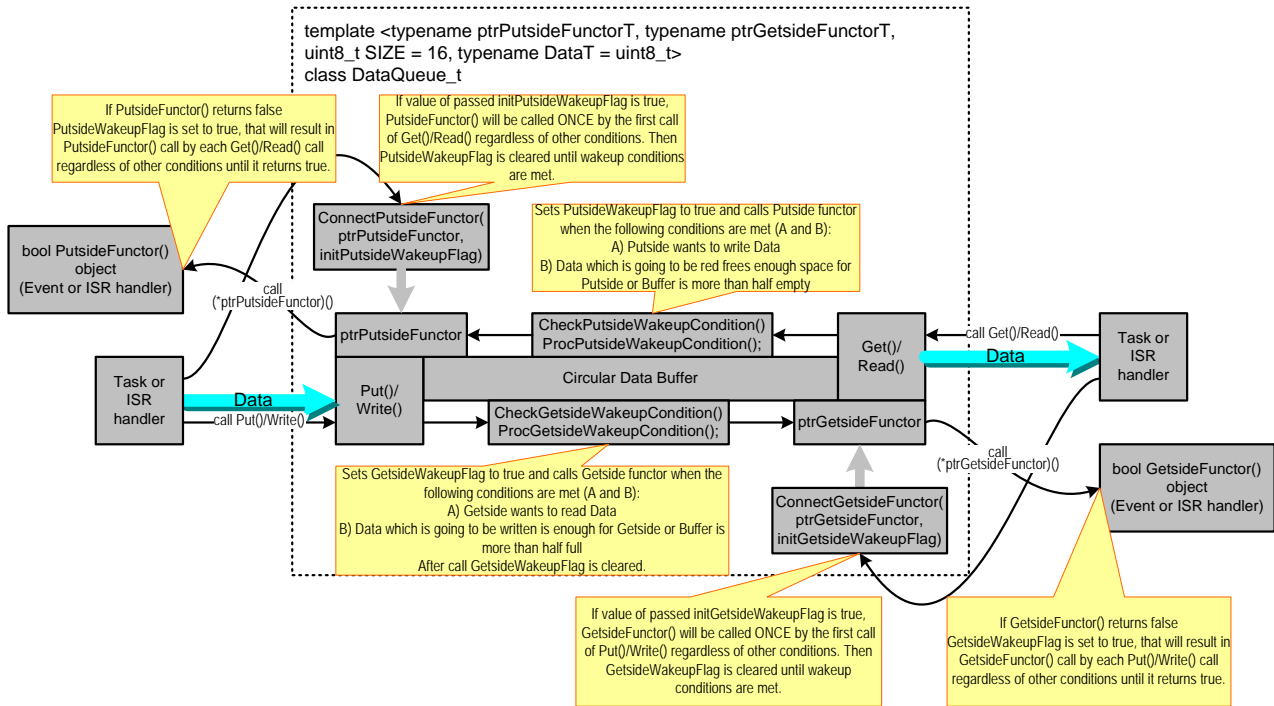 template <typename ptrPutsideFunctorT, typename ptrGetsideFunctorT,
uint8_t SIZE = 16, typename DataT = uint8_t>
class DataQueue_t
If PutsideFunctor() returns false
PutsideWakeupFlag is set to true, that will result in
PutsideFunctor() call by each Get()/Read() call
regardless of other conditions until it returns true.
If value of passed initPutsideWakeupFlag is true,
PutsideFunctor() will be called ONCE by the first call
of Get()/Read() regardless of other conditions. Then
PutsideWakeupFlag is cleared until wakeup conditions
are met.
ConnectPutsideFunctor(
ptrPutsideFunctor,
initPutsideWakeupFlag)
Sets PutsideWakeupFlag to true and calls Putside functor
when the following conditions are met (A and B):
A) Putside wants to write Data
B) Data which is going to be red frees enough space for
Putside or Buffer is more than half empty
bool PutsideFunctor()
object
(Event or ISR handler)
call
(*ptrPutsideFunctor)()
ptrPutsideFunctor
CheckPutsideWakeupCondition()
ProcPutsideWakeupCondition();
Get()/
Read()
call Get()/Read()
Data
Task or
ISR
handler
Task or
ISR
handler
Data
call Put()/Write()
Put()/
Write()
Circular Data Buffer
CheckGetsideWakeupCondition()
ProcGetsideWakeupCondition();
ptrGetsideFunctor
call
(*ptrGetsideFunctor)()
bool GetsideFunctor()
object
(Event or ISR handler)
Sets GetsideWakeupFlag to true and calls Getside functor when the
following conditions are met (A and B):
A) Getside wants to read Data
B) Data which is going to be written is enough for Getside or Buffer is
more than half full
After call GetsideWakeupFlag is cleared.
ConnectGetsideFunctor(
ptrGetsideFunctor,
initGetsideWakeupFlag)
If value of passed initGetsideWakeupFlag is true,
GetsideFunctor() will be called ONCE by the first call
of Put()/Write() regardless of other conditions. Then
GetsideWakeupFlag is cleared until wakeup
conditions are met.
If GetsideFunctor() returns false
GetsideWakeupFlag is set to true, that will result in
GetsideFunctor() call by each Put()/Write() call
regardless of other conditions until it returns true.